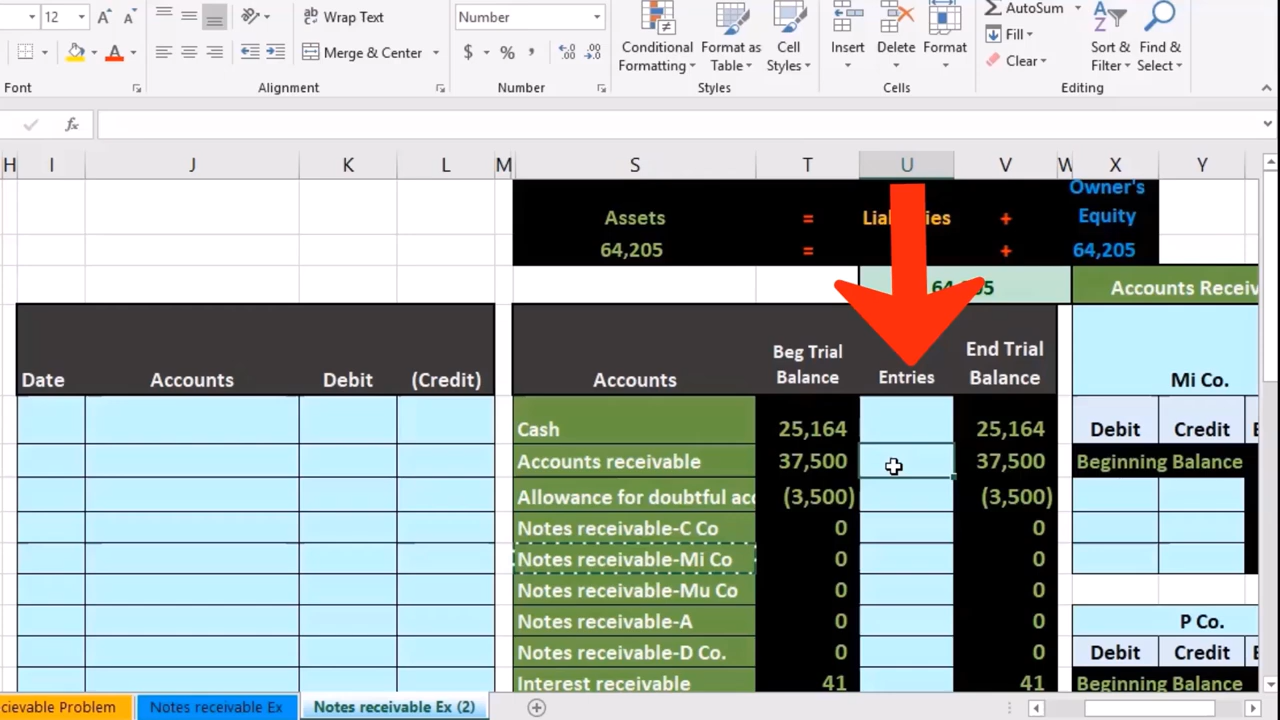 12 A A Wrap Text Number Conditional Format as Cell Insert Delete Format AutoSum Sort & Find &
Merge & Center $ % , Formatting Table Styles Fill Filter Select
Clear
Font Alignment Number Styles Cells Editing
fx
H I J K L M S T U V W X Y
Owner's
Assets = + Equity
64,205 = + 64,205
Accounts Receiv
Beg Trial End Trial
Date Accounts Debit (Credit) Accounts Balance Entries Balance Mi Co.
Cash 25,164 25,164 Debit Credit
Accounts receivable 37,500 37,500 Beginning Balance
Allowance for doubtful acc (3,500) (3,500)
Notes receivable-C Co 0 0
Notes receivable-Mi Co 0 0
Notes receivable-Mu Co 0 0
Notes receivable-A 0 0 P Co.
Notes receivable-D Co. 0 0 Debit Credit
Interest receivable 41 41 Beginning Balance
cievable Problem Notes receivable Ex Notes receivable Ex (2)